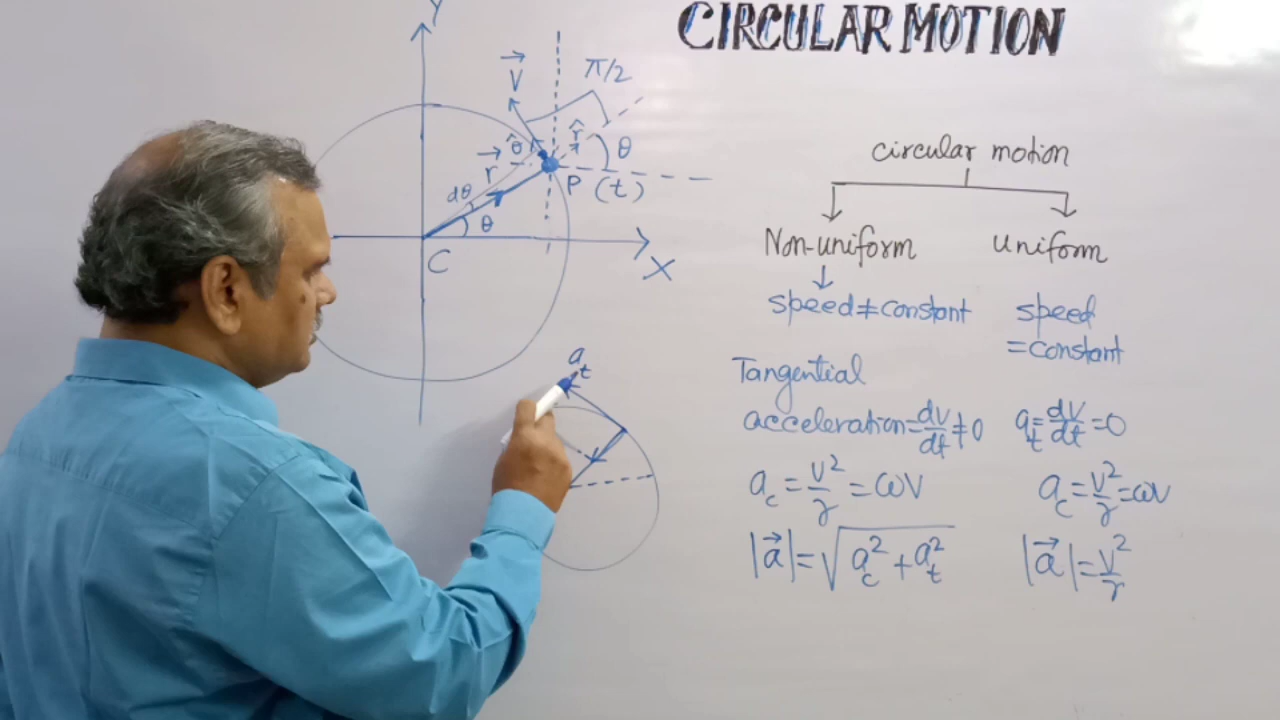 CIRCULAR MOTION
Y
V⃗
π/2
θ̂
r̂
θ
r⃗
P (t)
dθ
θ
C
X
circular motion
Non-uniform
Uniform
speed ≠ constant
speed
= constant
Tangential
acceleration = dv/dt ≠ 0
a_t = dv/dt = 0
a_c = v²/r = ωv
a_c = v²/r = ωv
|a⃗| = √(a_c² + a_t²)
|a⃗| = v²/r
a_t